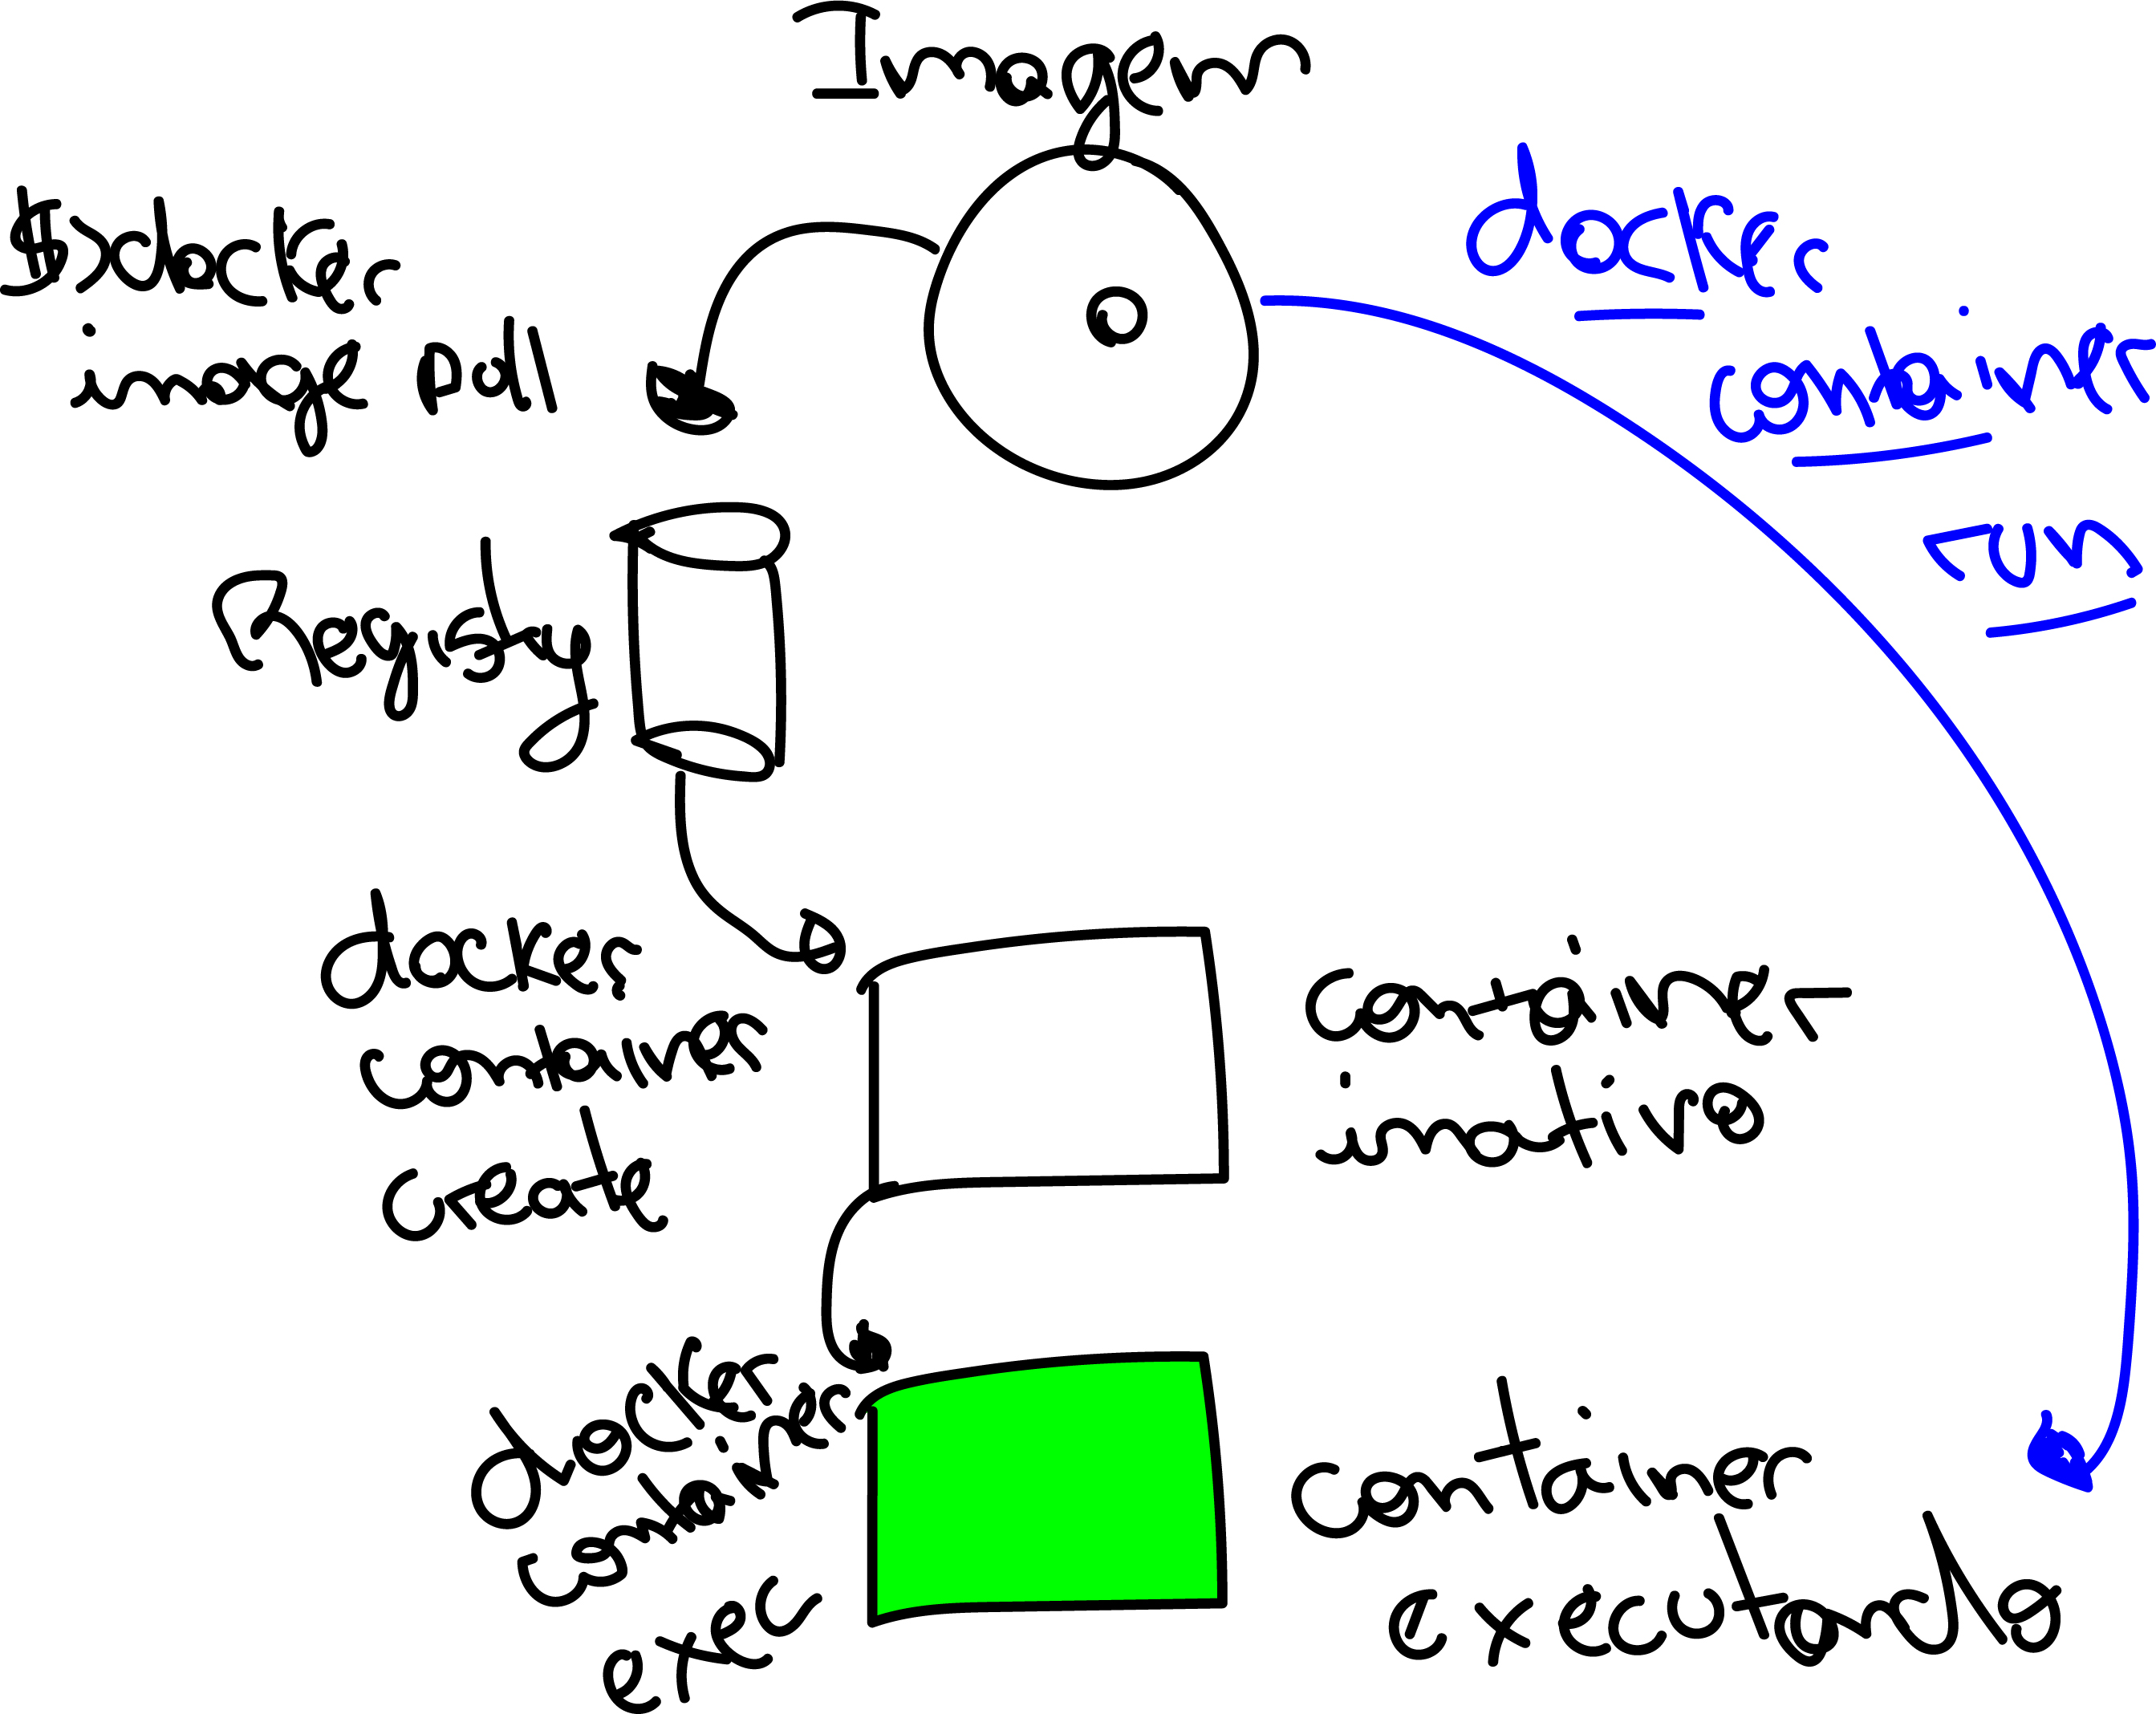 Imagem
$ docker
image pull
docker
container
run
Registry
docker
container
create
container
inativo
docker
container
exec
container
executando